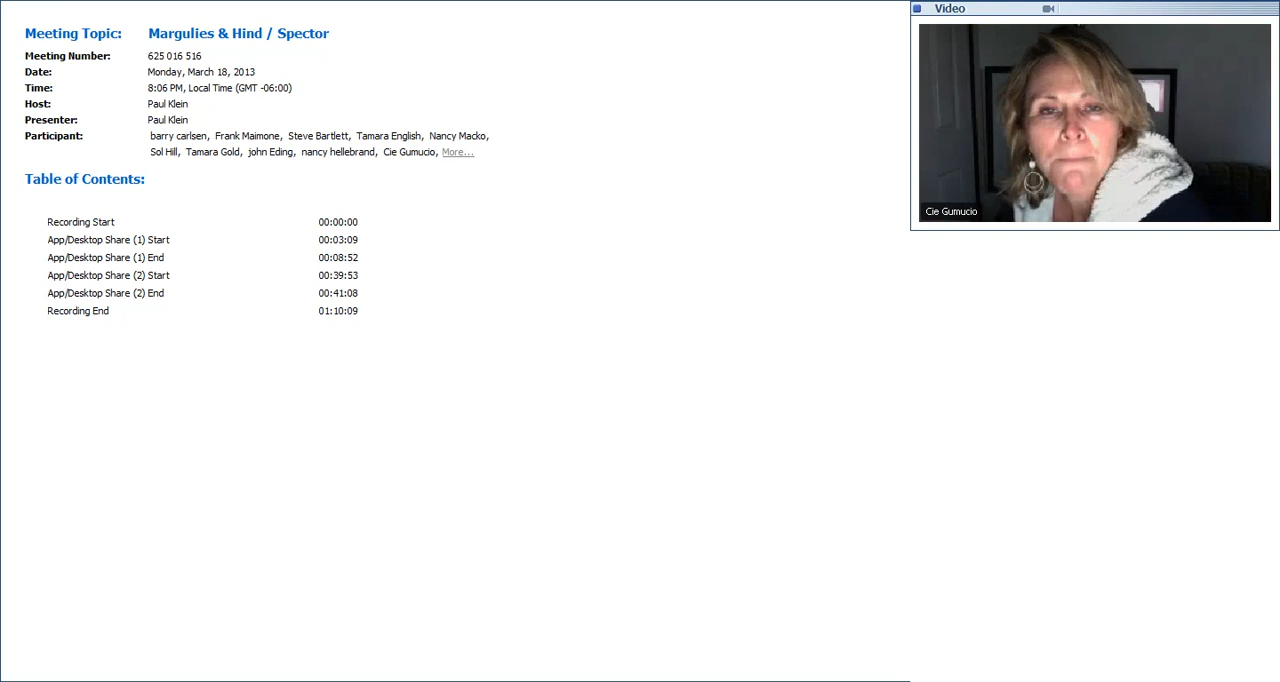 Meeting Topic: Margulies & Hind / Spector
Meeting Number: 625 016 516
Date: Monday, March 18, 2013
Time: 8:06 PM, Local Time (GMT -06:00)
Host: Paul Klein
Presenter: Paul Klein
Participant: barry carlsen, Frank Maimone, Steve Bartlett, Tamara English, Nancy Macko,
Sol Hill, Tamara Gold, john Eding, nancy hellebrand, Cie Gumucio, More...
Table of Contents:
Recording Start 00:00:00
App/Desktop Share (1) Start 00:03:09
App/Desktop Share (1) End 00:08:52
App/Desktop Share (2) Start 00:39:53
App/Desktop Share (2) End 00:41:08
Recording End 01:10:09
Video
Cie Gumucio